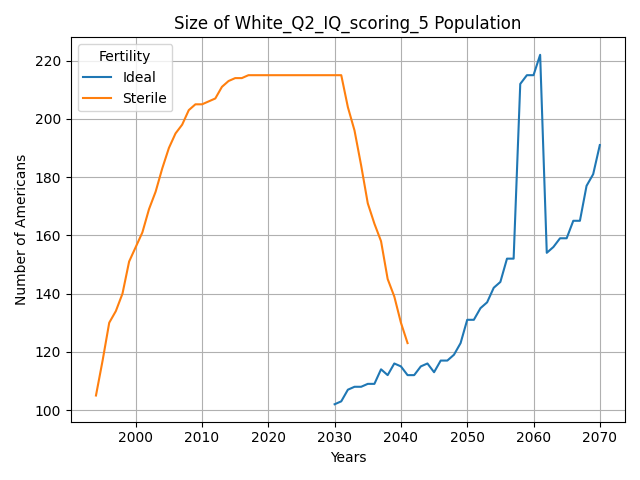 Size of White_Q2_IQ_scoring_5 Population
Fertility
Ideal
Sterile
Number of Americans
220
200
180
160
140
120
100
2000
2010
2020
2030
2040
2050
2060
2070
Years